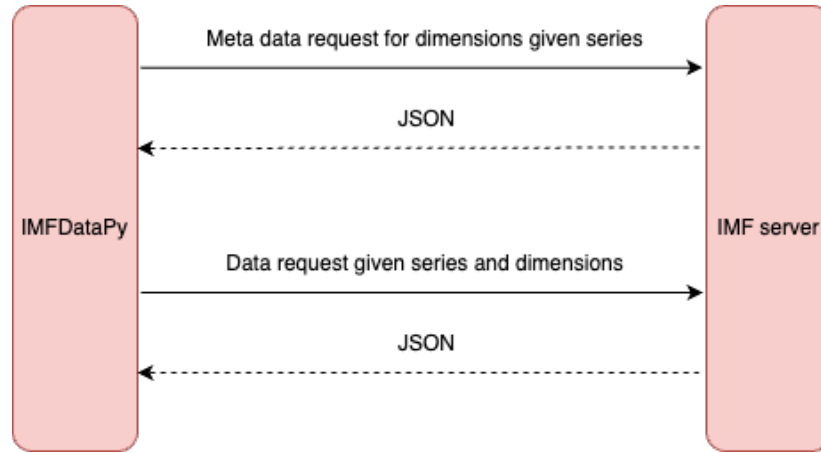 Meta data request for dimensions given series
JSON
IMFDataPy
IMF server
Data request given series and dimensions
JSON